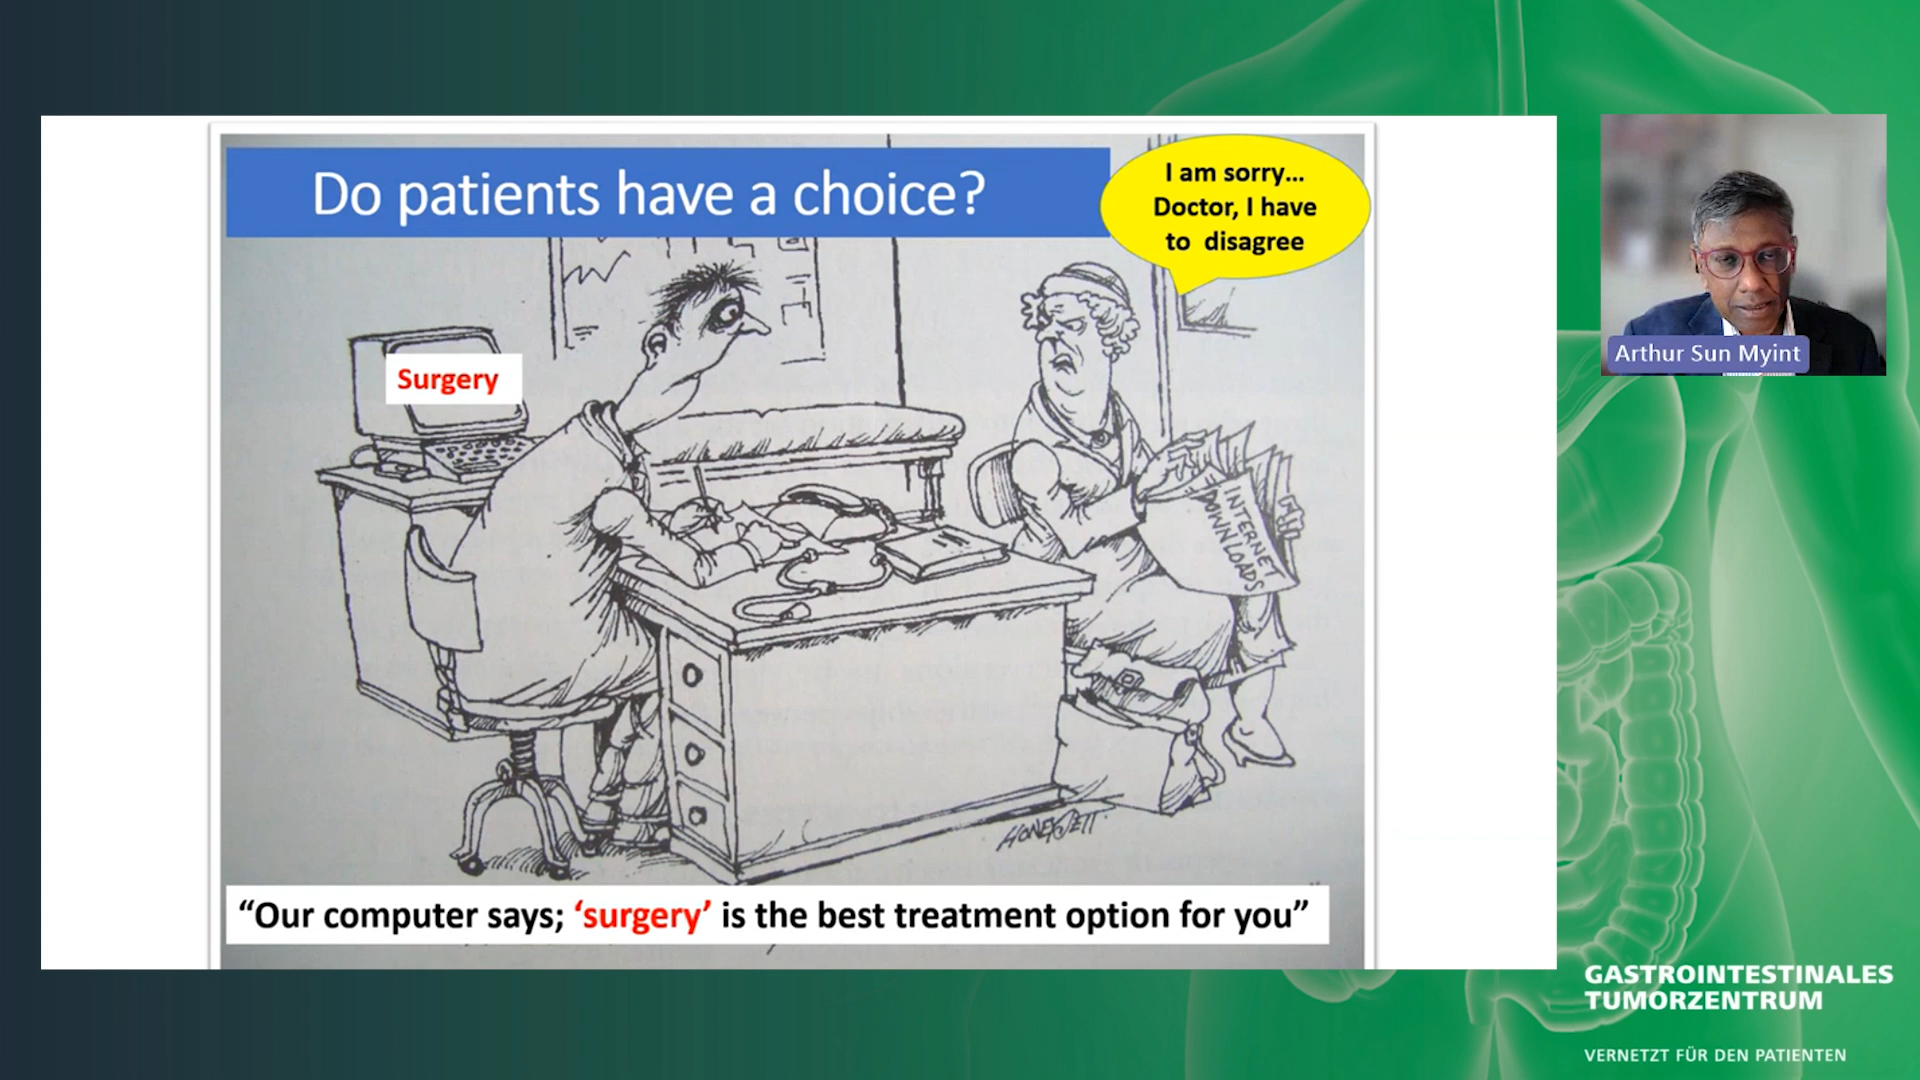 Do patients have a choice?
I am sorry...
Doctor, I have
to disagree
Surgery
INTERNET
DOWNLOADS
HONEYSETT
"Our computer says; 'surgery' is the best treatment option for you"
Arthur Sun Myint
GASTROINTESTINALES
TUMORZENTRUM
VERNETZT FÜR DEN PATIENTEN